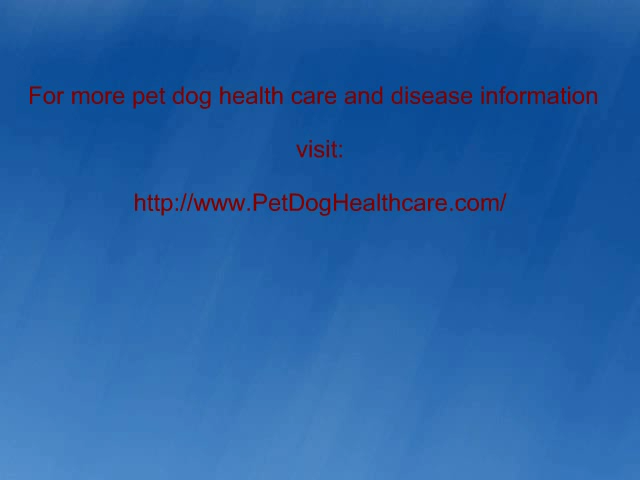 For more pet dog health care and disease information
visit:
http://www.PetDogHealthcare.com/